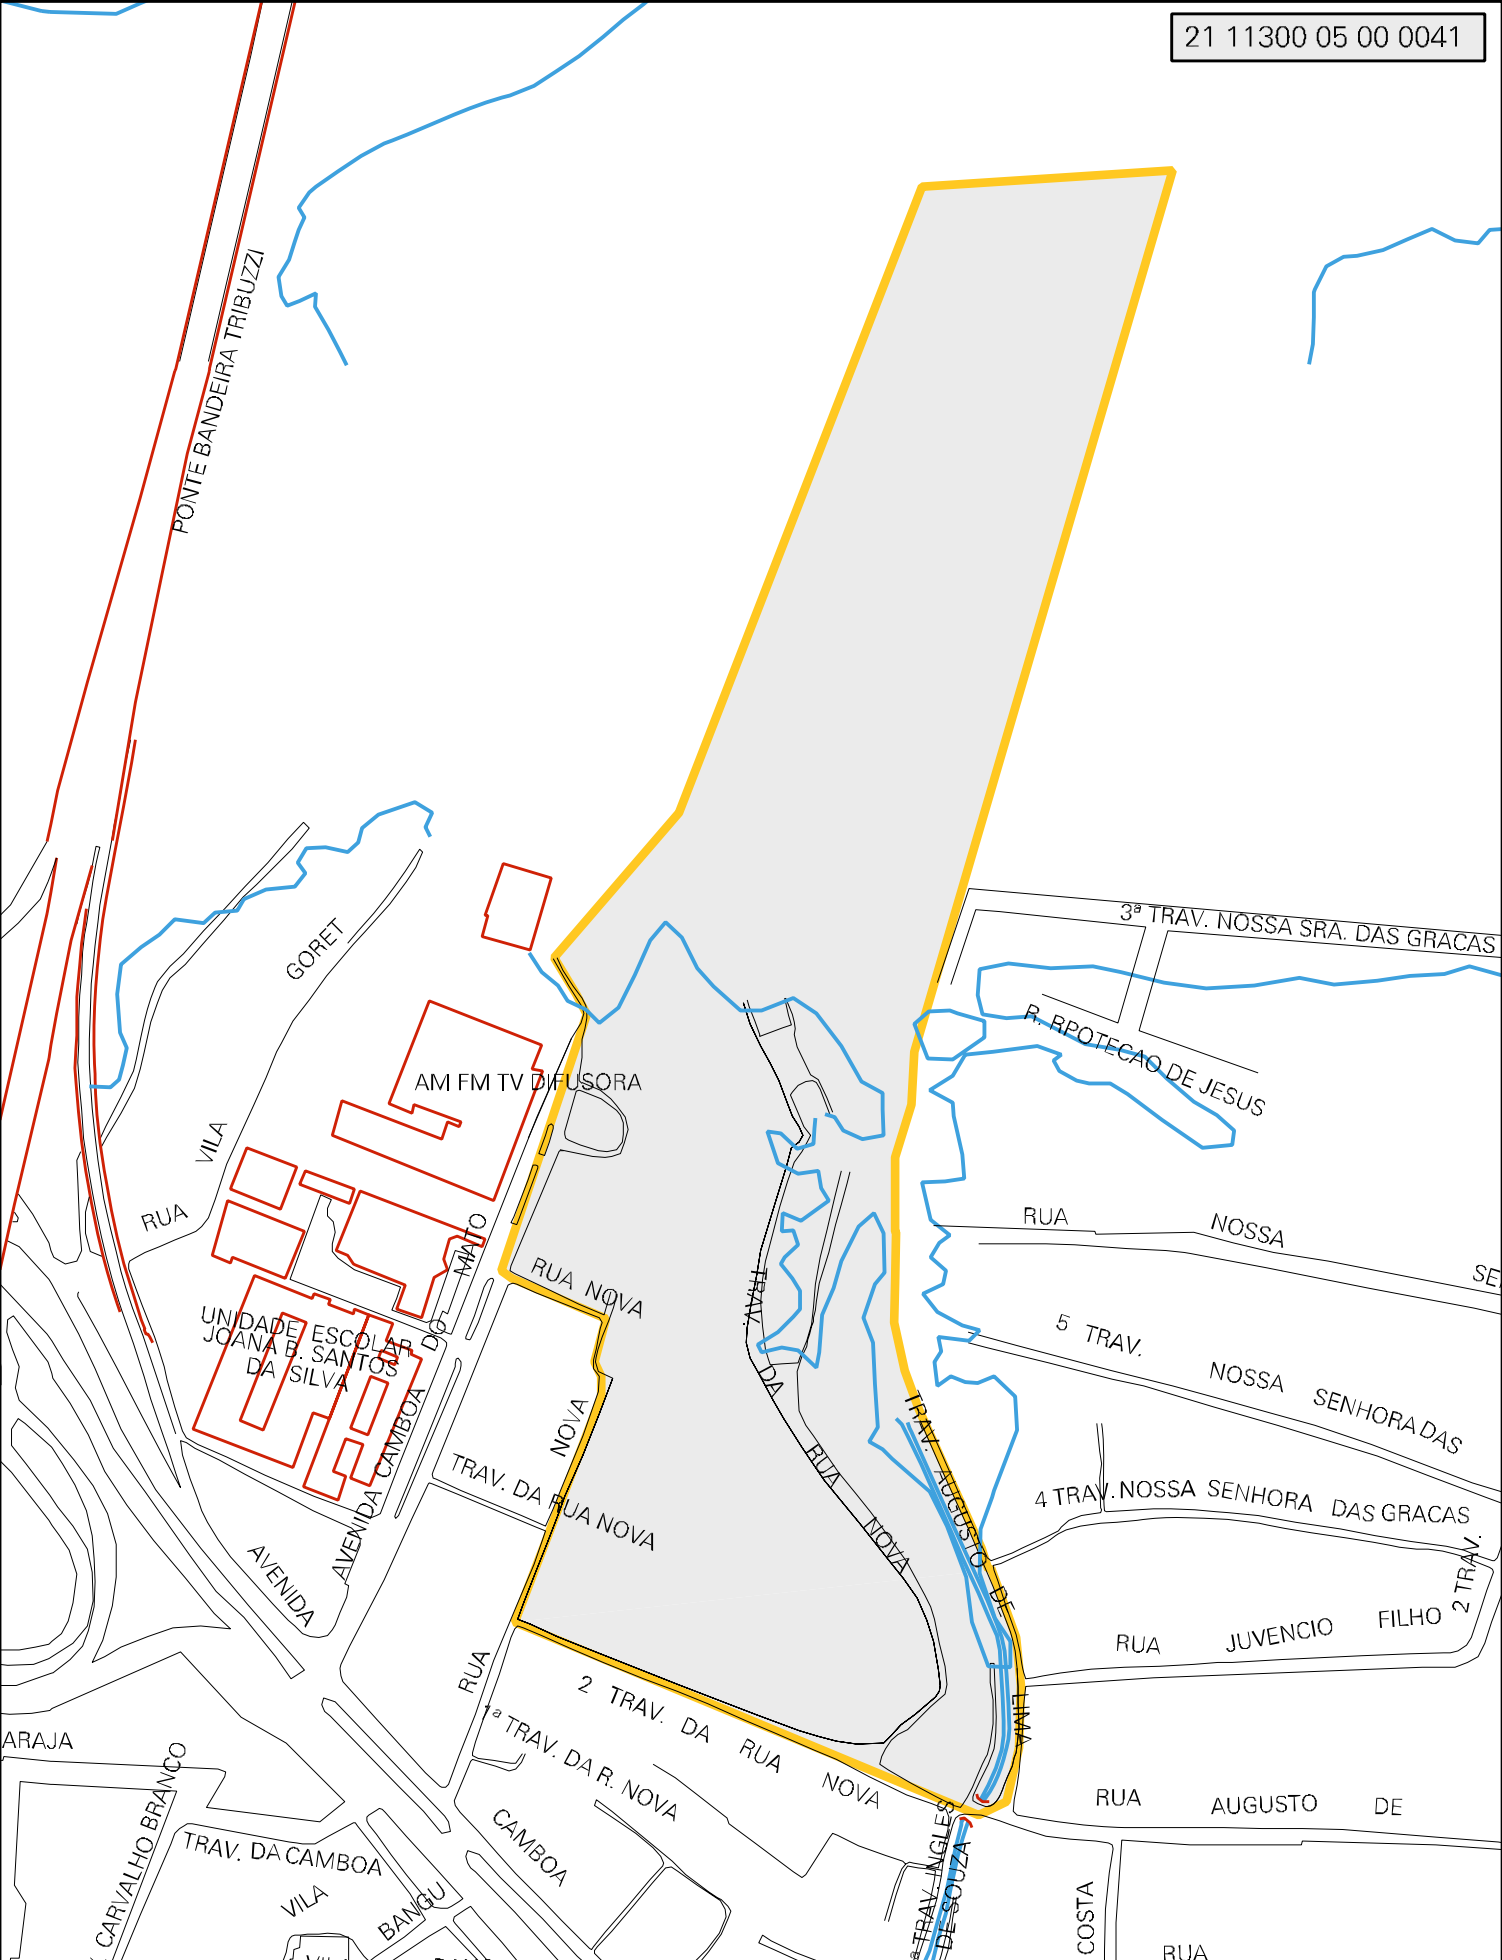 21 11300 05 00 0041
PONTE BANDEIRA TRIBUZZI
3ª TRAV. NOSSA SRA. DAS GRACAS
GORET
VILA
RUA
R. RPOTECAO DE JESUS
AM FM TV DIFUSORA
RUA NOSSA
SE
RUA NOVA
UNIDADE ESCOLAR
JOANA B. SANTOS
DA SILVA
AVENIDA CAMBOA DO MATO
5 TRAV. NOSSA SENHORA DAS
TRAV. DA RUA NOVA
RUA NOVA
TRAV. DA RUA NOVA
TRAV. AUGUSTO DE LIMA
4 TRAV. NOSSA SENHORA DAS GRACAS
2 TRAV.
AVENIDA
RUA JUVENCIO FILHO
2 TRAV. DA RUA NOVA
1ª TRAV. DA R. NOVA
ARAJA
CARVALHO BRANCO
RUA AUGUSTO DE
TRAV. DA CAMBOA
CAMBOA
VILA
BANGU
ª TRAV. INGLES
DE SOUZA
COSTA
RUA